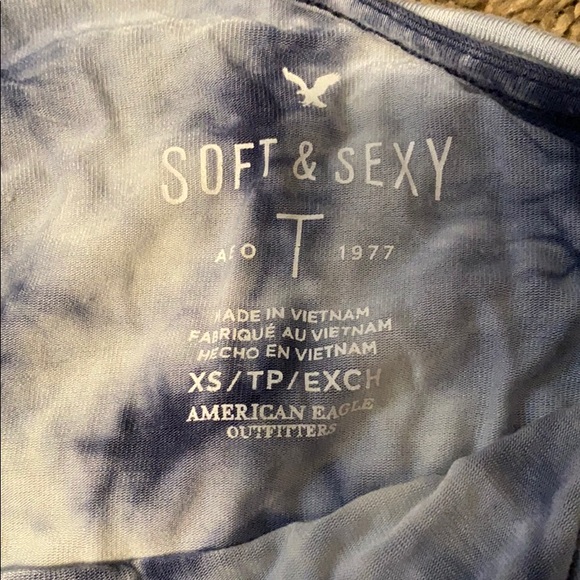 SOFT & SEXY
AEO T 1977
MADE IN VIETNAM
FABRIQUÉ AU VIETNAM
HECHO EN VIETNAM
XS/TP/EXCH
AMERICAN EAGLE
OUTFITTERS